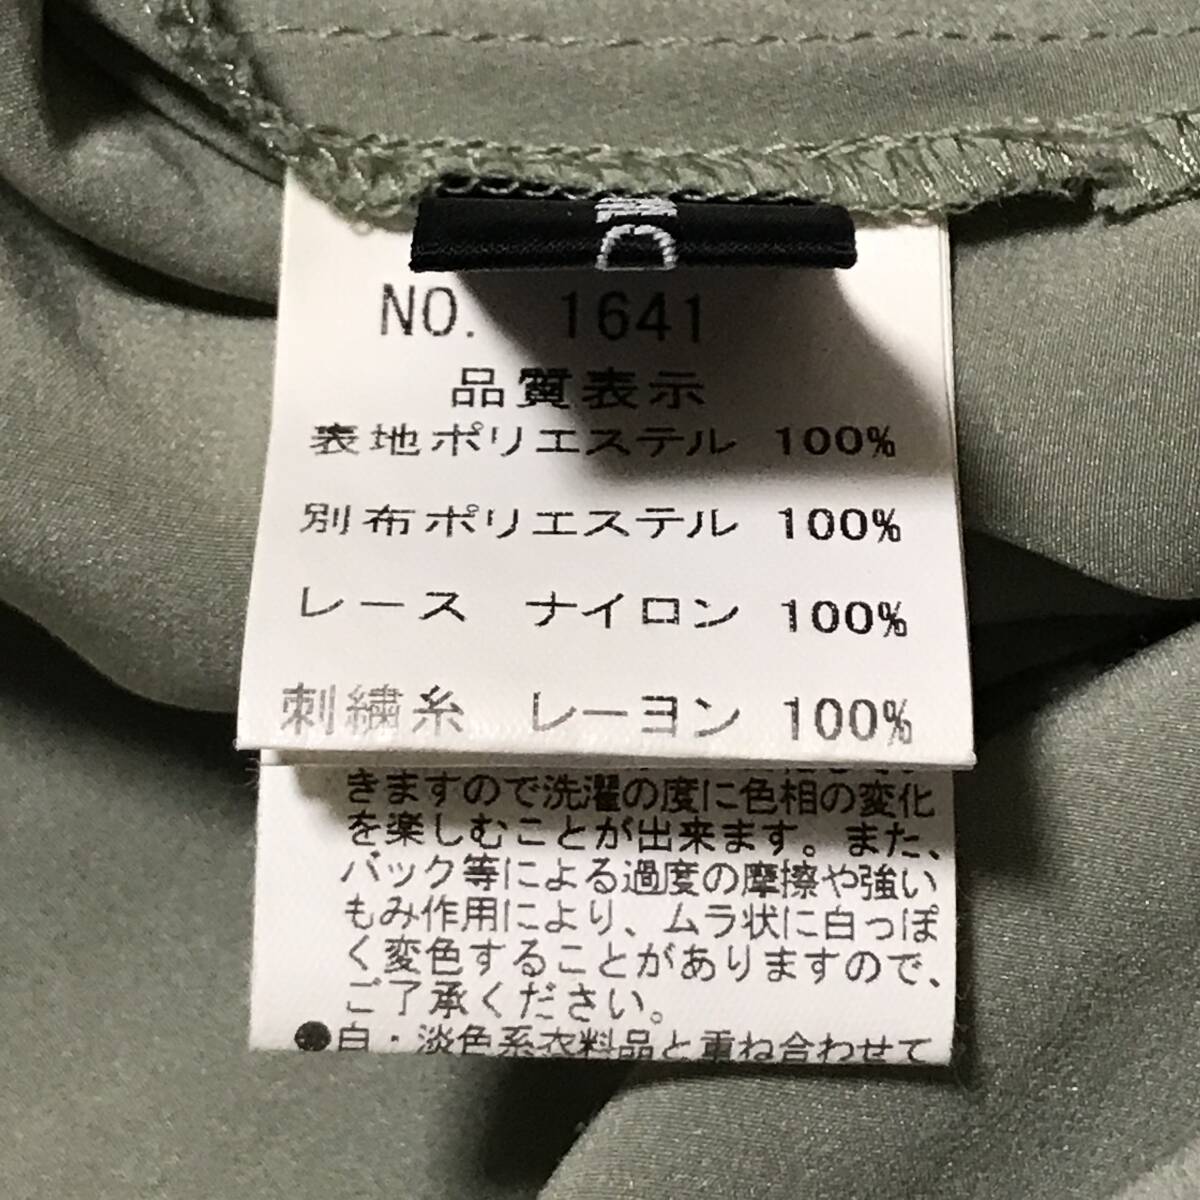 NO. 1641
品質表示
表地ポリエステル 100%
別布ポリエステル 100%
レース ナイロン 100%
刺繍糸 レーヨン 100%
きますので洗濯の度に色相の変化
を楽しむことが出来ます。また、
バック等による過度の摩擦や強い
もみ作用により、ムラ状に白っぽ
く変色することがありますので、
ご了承ください。
●白・淡色系衣料品と重ね合わせて